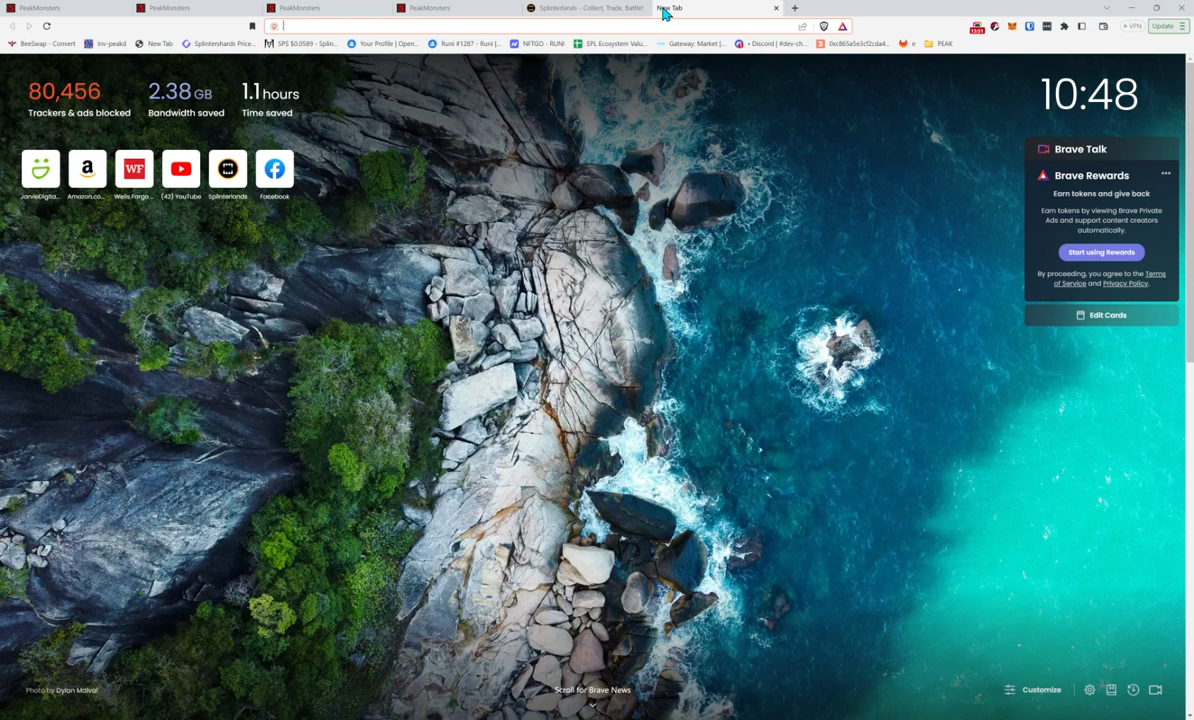 PeakMonsters
PeakMonsters
PeakMonsters
PeakMonsters
Splinterlands - Collect, Trade, Battle!
New Tab
13:51
VPN
Update
BeeSwap - Convert
Inv-peakd
New Tab
Splintershards Price...
SPS $0.0589 - Splin...
Your Profile | Open...
Runi #1287 - Runi |...
NFTGO - RUNI
SPL Ecosystem Valu...
Gateway: Market |...
• Discord | #dev-ch...
0xc865a5e3cf2cda4...
e
PEAK
80,456
Trackers & ads blocked
2.38 GB
Bandwidth saved
1.1 hours
Time saved
10:48
JarvieDigita...
Amazon.co...
WF
Wells Fargo ...
(42) YouTube
Splinterlands
Facebook
Brave Talk
Brave Rewards
Earn tokens and give back
Earn tokens by viewing Brave Private
Ads and support content creators
automatically.
Start using Rewards
By proceeding, you agree to the Terms
of Service and Privacy Policy.
Edit Cards
Photo by Dylan Malval
Scroll for Brave News
Customize